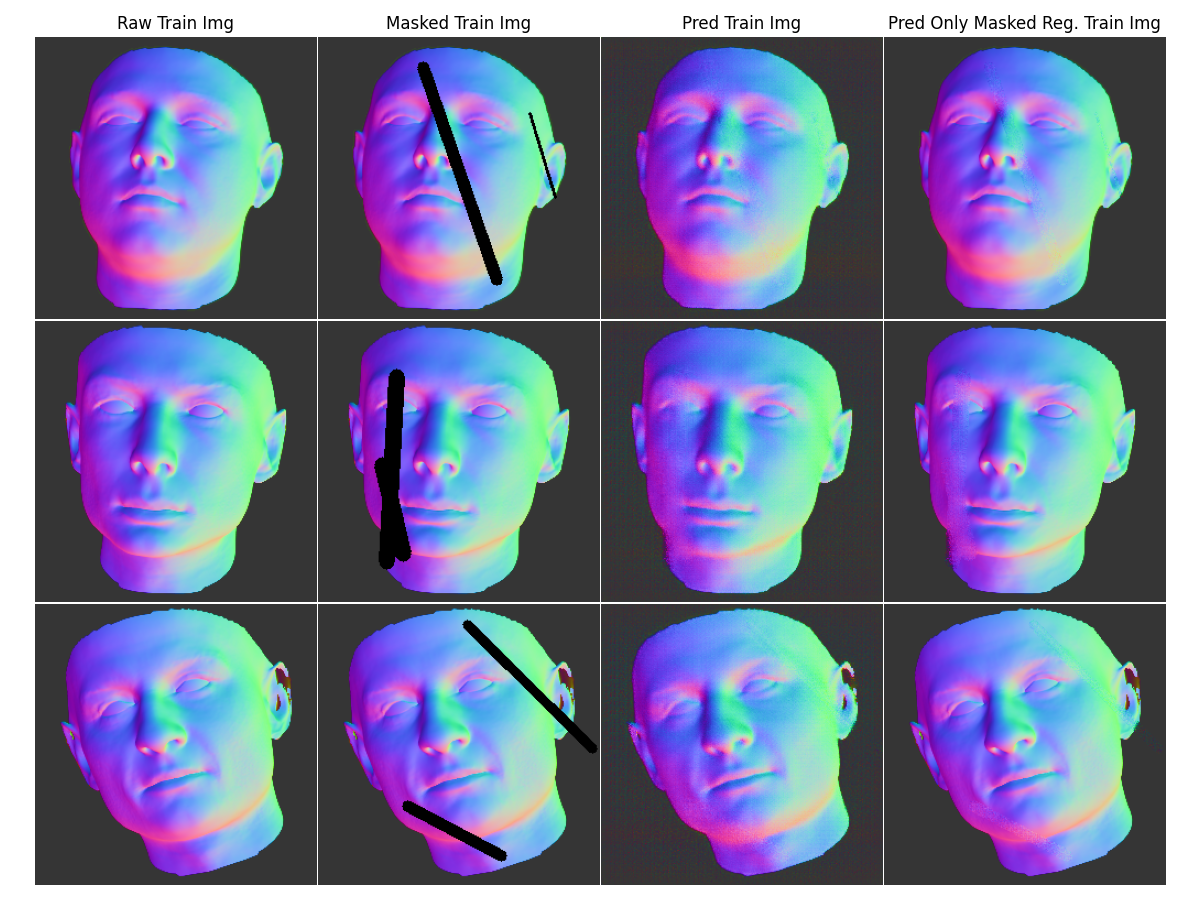 Raw Train Img
Masked Train Img
Pred Train Img
Pred Only Masked Reg. Train Img